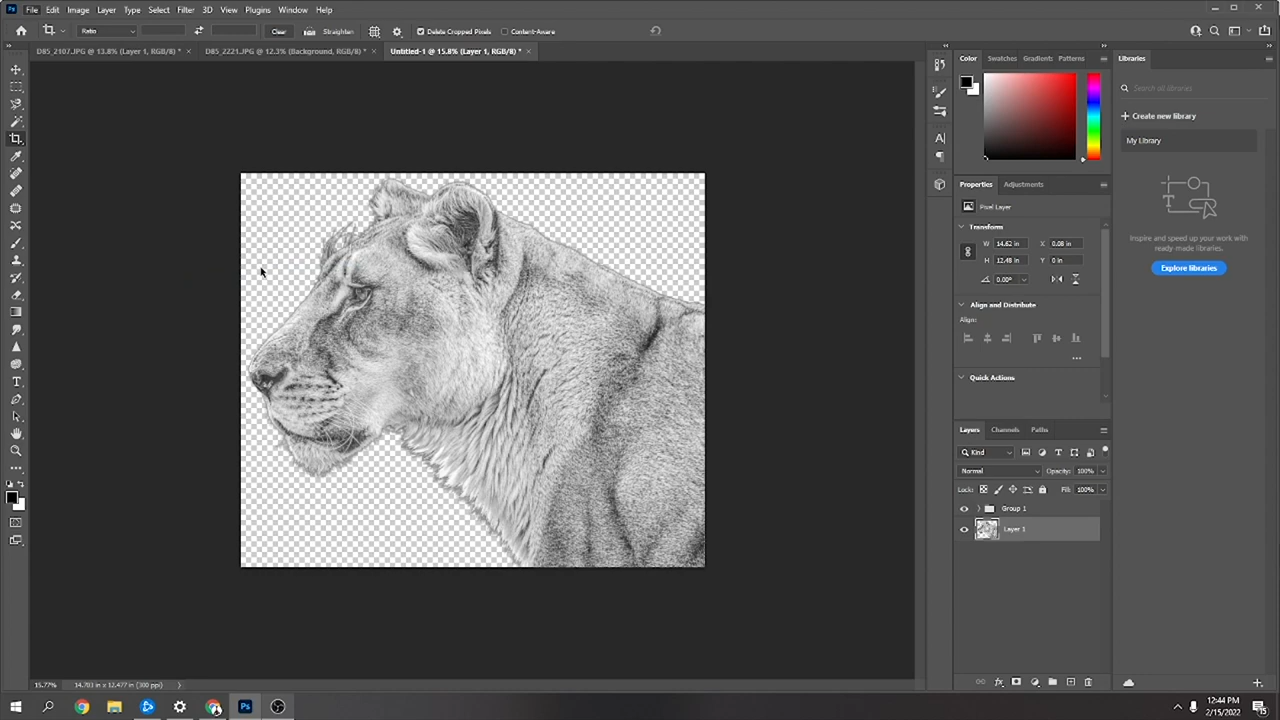 Ps File Edit Image Layer Type Select Filter 3D View Plugins Window Help
Ratio Clear Straighten Delete Cropped Pixels Content-Aware
D85_2107.JPG @ 13.8% (Layer 1, RGB/8) * × D85_2221.JPG @ 12.3% (Background, RGB/8) * × Untitled-1 @ 15.8% (Layer 1, RGB/8) * ×
Color Swatches Gradients Patterns
Libraries
Search all libraries
Create new library
My Library
Properties Adjustments
Pixel Layer
Transform
W 14.62 in X 0.08 in
H 12.48 in Y 0 in
0.00°
Align and Distribute
Align:
Quick Actions
Inspire and speed up your work with
ready-made libraries.
Explore libraries
Layers Channels Paths
Kind
Normal Opacity: 100%
Lock: Fill: 100%
Group 1
Layer 1
15.77% 14.703 in x 12.477 in (300 ppi)
Ps
12:44 PM
2/15/2022